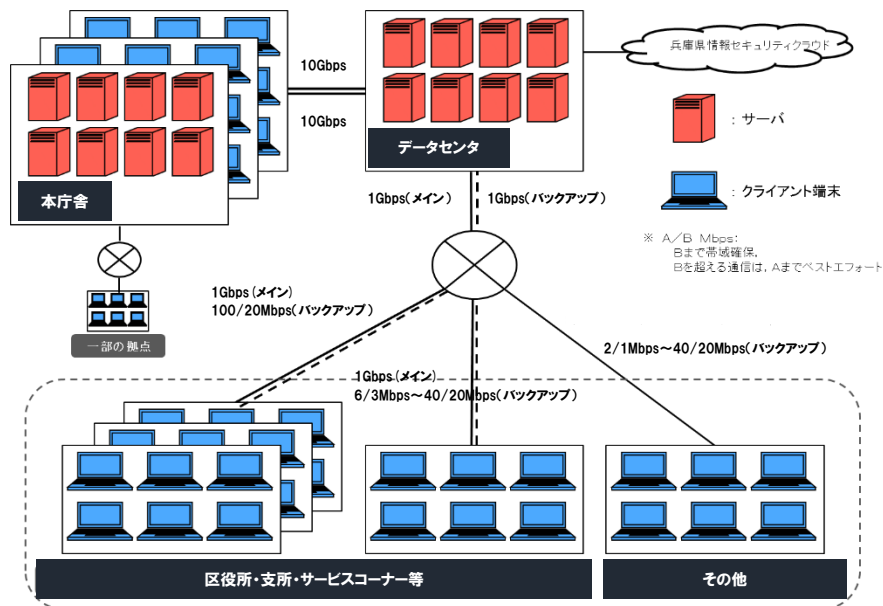 10Gbps
10Gbps
兵庫県情報セキュリティクラウド
：サーバ
データセンタ
本庁舎
1Gbps(メイン)
1Gbps(バックアップ)
：クライアント端末
※ A／B Mbps：
Bまで帯域確保,
Bを超える通信は, Aまでベストエフォート
1Gbps(メイン)
100/20Mbps(バックアップ)
一部の拠点
2/1Mbps～40/20Mbps(バックアップ)
1Gbps(メイン)
6/3Mbps～40/20Mbps(バックアップ)
区役所・支所・サービスコーナー等
その他